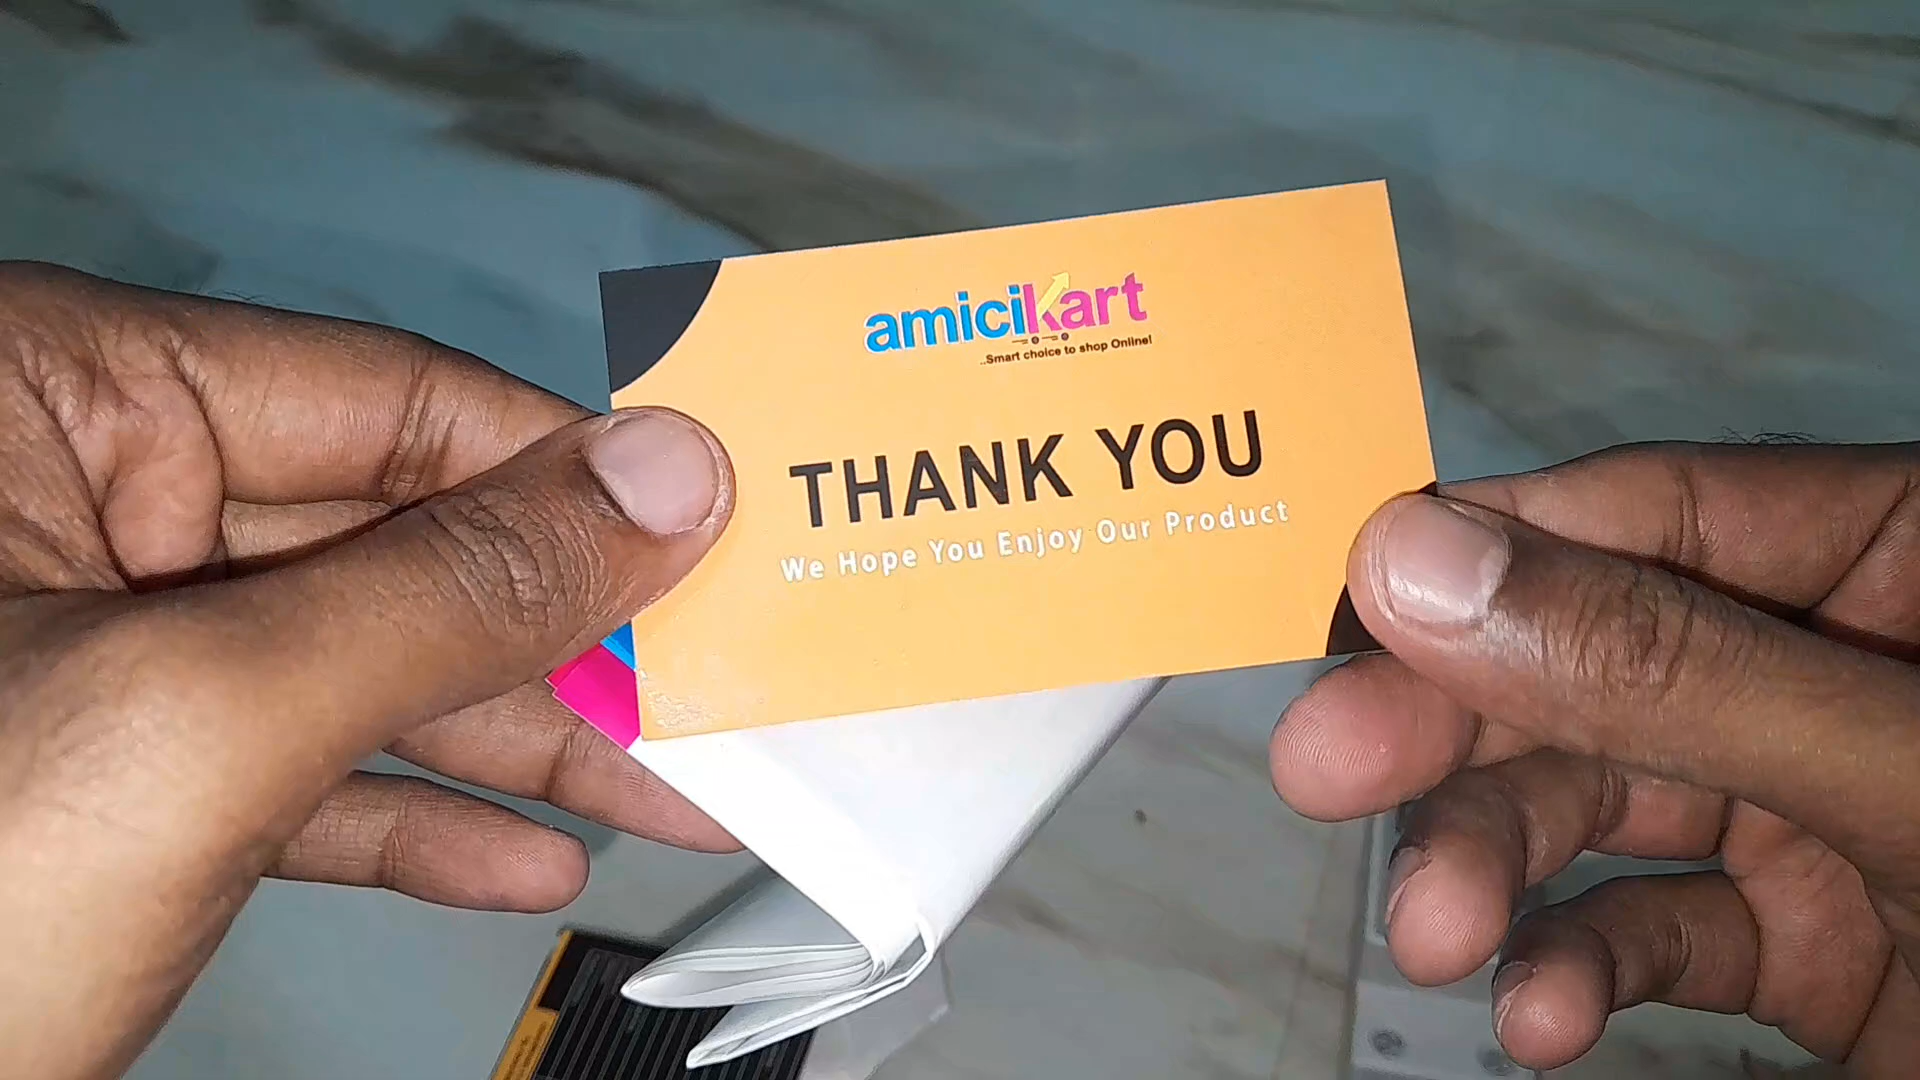 amicikart
..Smart choice to shop Online!
THANK YOU
We Hope You Enjoy Our Product